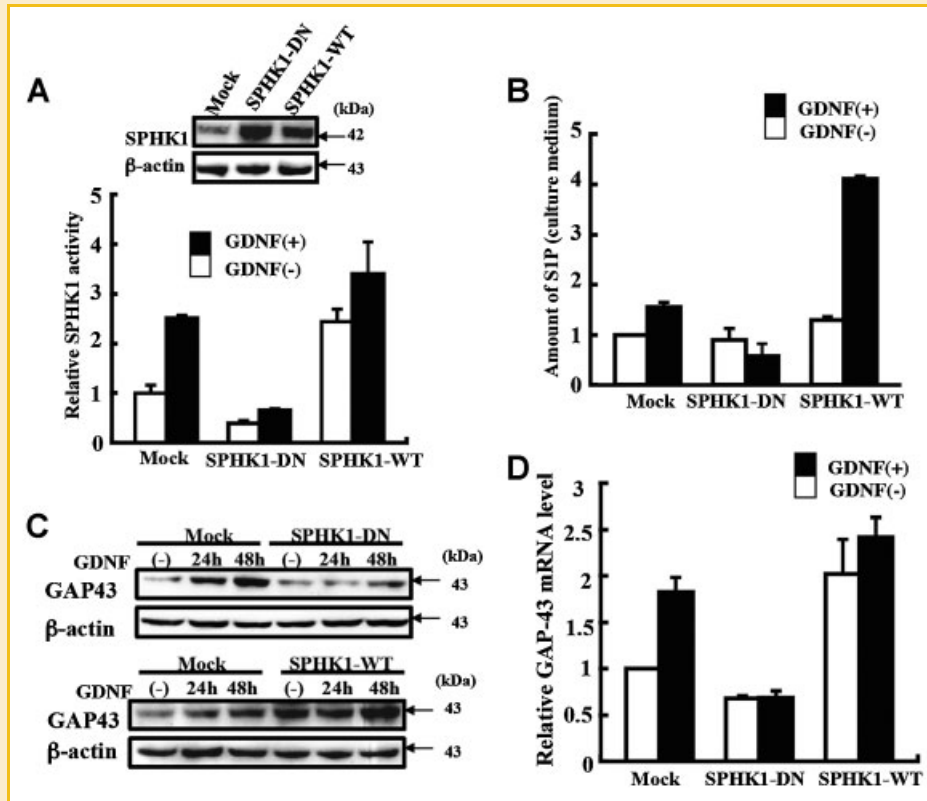 A
Mock
SPHK1-DN
SPHK1-WT
(kDa)
SPHK1
42
β-actin
43
Relative SPHK1 activity
5
4
3
2
1
0
GDNF(+)
GDNF(-)
Mock
SPHK1-DN
SPHK1-WT
B
GDNF(+)
GDNF(-)
Amount of S1P (culture medium)
5
4
3
2
1
0
Mock
SPHK1-DN
SPHK1-WT
C
Mock
SPHK1-DN
GDNF (-) 24h 48h (-) 24h 48h (kDa)
GAP43
43
β-actin
43
Mock
SPHK1-WT
GDNF (-) 24h 48h (-) 24h 48h (kDa)
GAP43
43
β-actin
43
D
GDNF(+)
GDNF(-)
Relative GAP-43 mRNA level
3
2.5
2
1.5
1
0.5
0
Mock
SPHK1-DN
SPHK1-WT